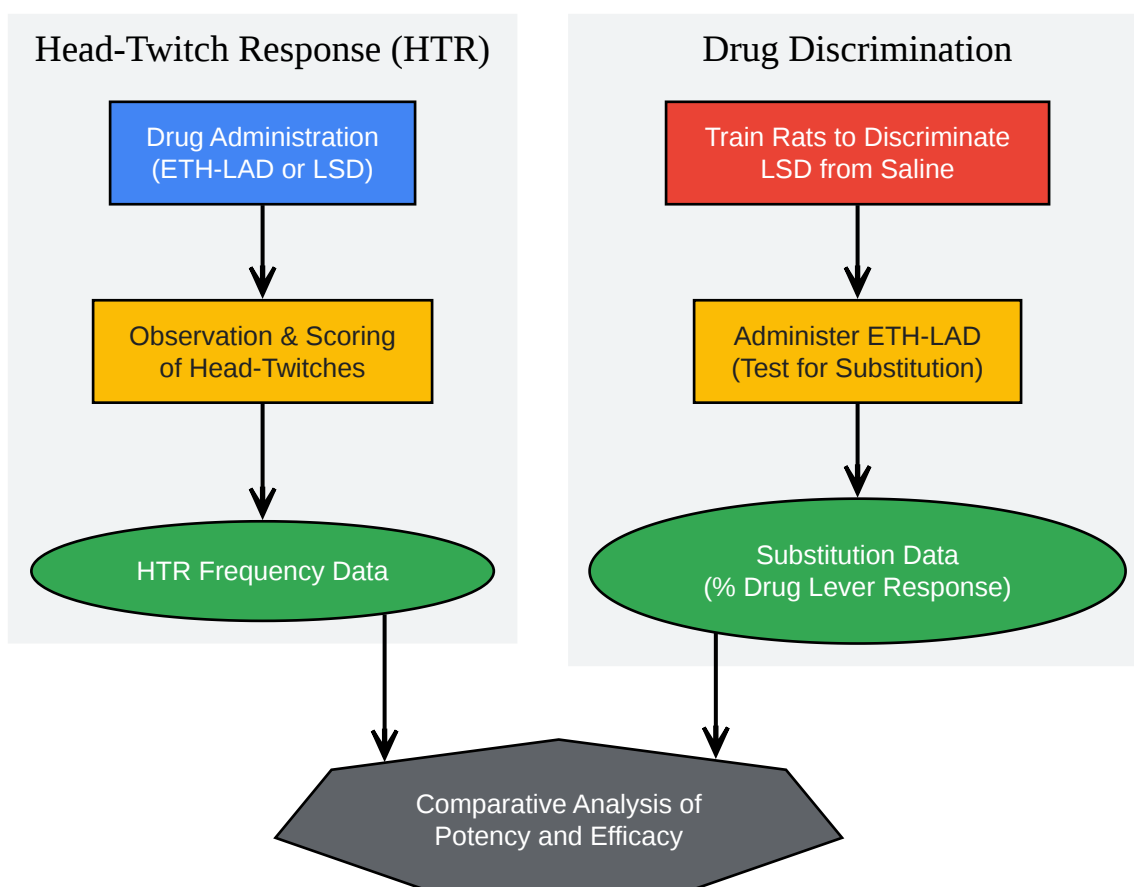 Head-Twitch Response (HTR)
Drug Administration
(ETH-LAD or LSD)
Observation & Scoring
of Head-Twitches
HTR Frequency Data
Drug Discrimination
Train Rats to Discriminate
LSD from Saline
Administer ETH-LAD
(Test for Substitution)
Substitution Data
(% Drug Lever Response)
Comparative Analysis of
Potency and Efficacy